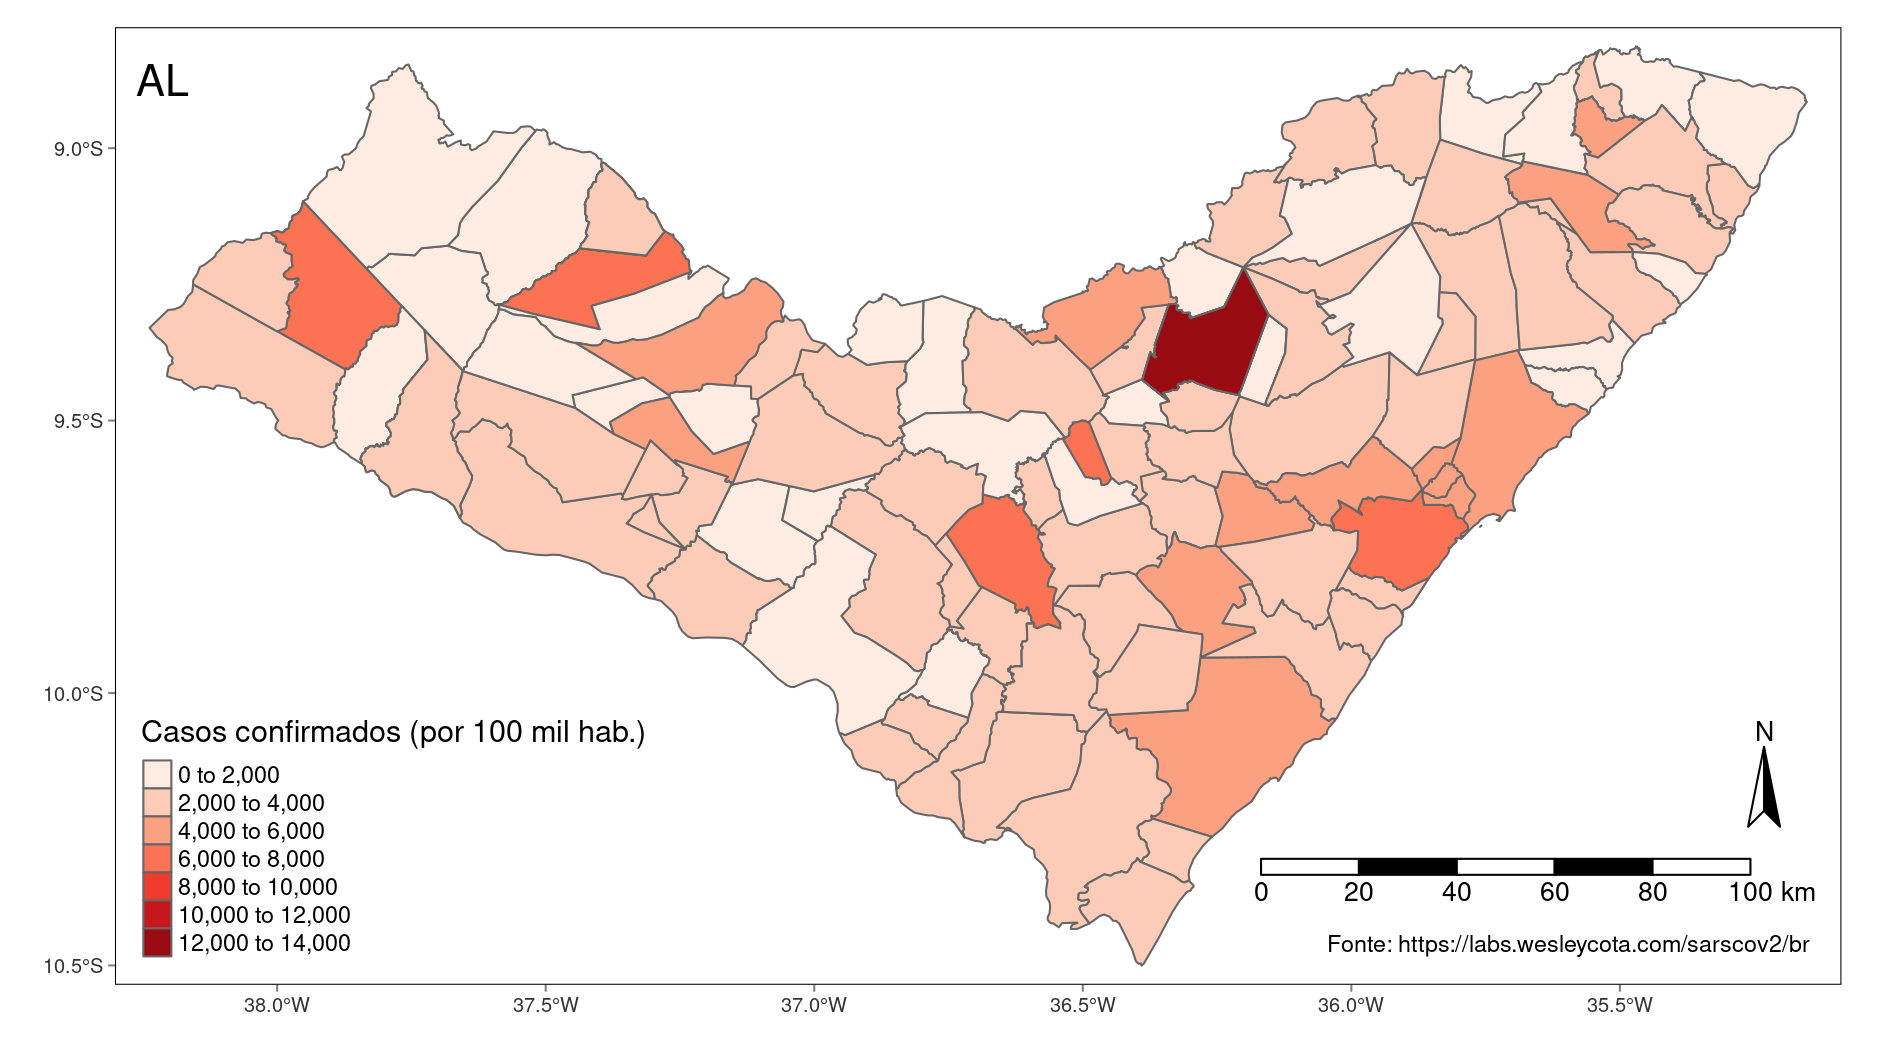 AL
9.0°S
9.5°S
10.0°S
10.5°S
Casos confirmados (por 100 mil hab.)
0 to 2,000
2,000 to 4,000
4,000 to 6,000
6,000 to 8,000
8,000 to 10,000
10,000 to 12,000
12,000 to 14,000
N
0 20 40 60 80 100 km
Fonte: https://labs.wesleycota.com/sarscov2/br
38.0°W 37.5°W 37.0°W 36.5°W 36.0°W 35.5°W